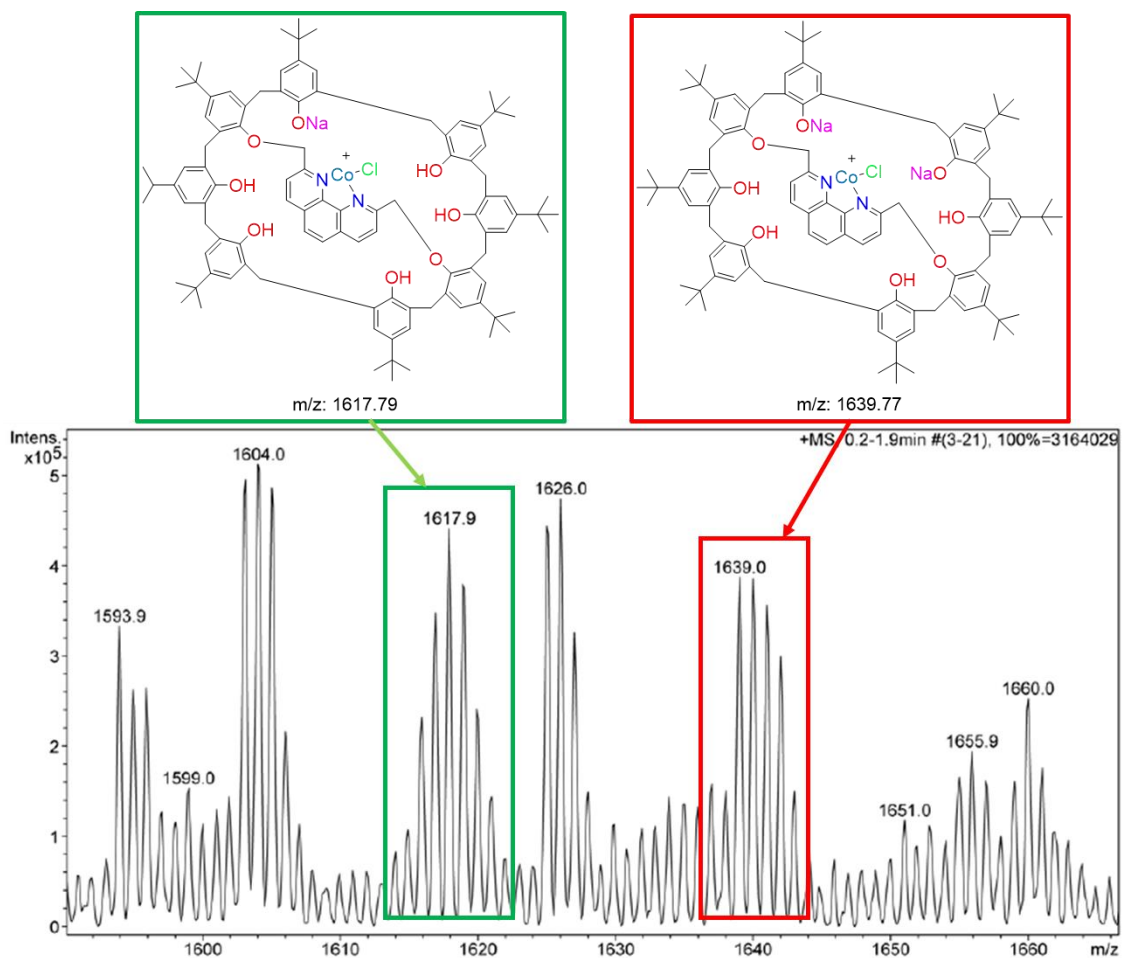 ONa
O
+
Co
Cl
N
N
HO
OH
HO
OH
O
OH
m/z: 1617.79
ONa
O
+
Co
Cl
N
N
NaO
OH
HO
OH
O
OH
m/z: 1639.77
Intens.
x10⁵
+MS, 0.2-1.9min #(3-21), 100%=3164029
5
4
3
2
1
0
1593.9
1599.0
1604.0
1617.9
1626.0
1639.0
1651.0
1655.9
1660.0
1600 1610 1620 1630 1640 1650 1660 m/z